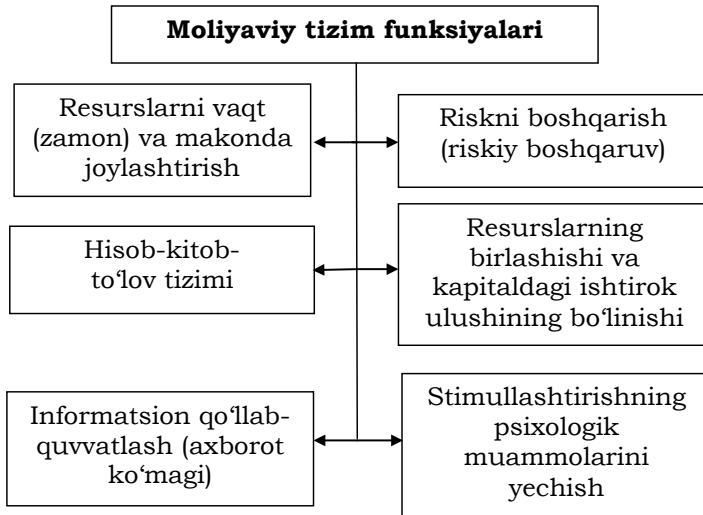 Moliyaviy tizim funksiyalari
Resurslarni vaqt
(zamon) va makonda
joylashtirish
Riskni boshqarish
(riskiy boshqaruv)
Hisob-kitob-
to‘lov tizimi
Resurslarning
birlashishi va
kapitaldagi ishtirok
ulushining bo‘linishi
Informatsion qo‘llab-
quvvatlash (axborot
ko‘magi)
Stimullashtirishning
psixologik
muammolarini
yechish